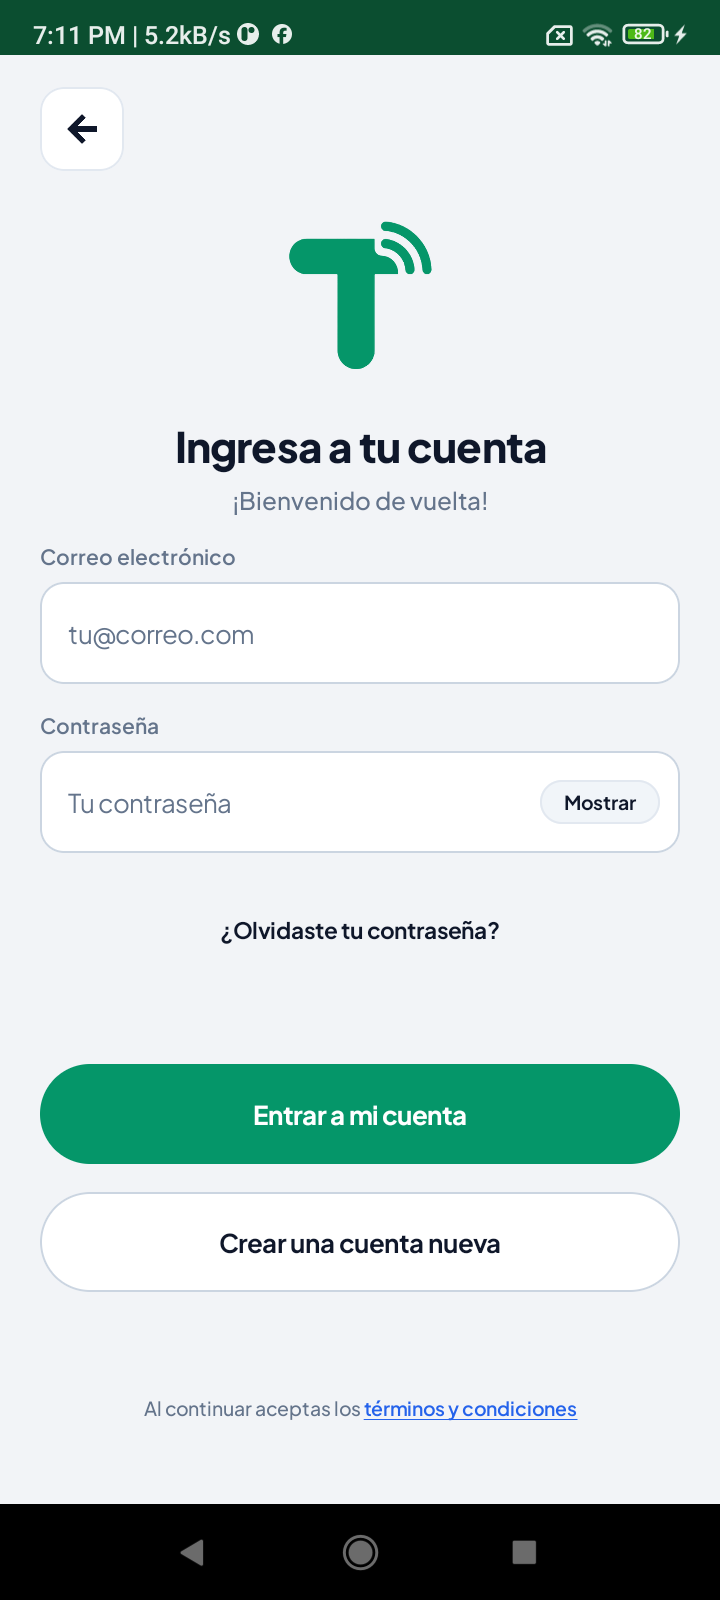 7:11 PM | 5.2kB/s
82
Ingresa a tu cuenta
¡Bienvenido de vuelta!
Correo electrónico
tu@correo.com
Contraseña
Tu contraseña
Mostrar
¿Olvidaste tu contraseña?
Entrar a mi cuenta
Crear una cuenta nueva
Al continuar aceptas los términos y condiciones